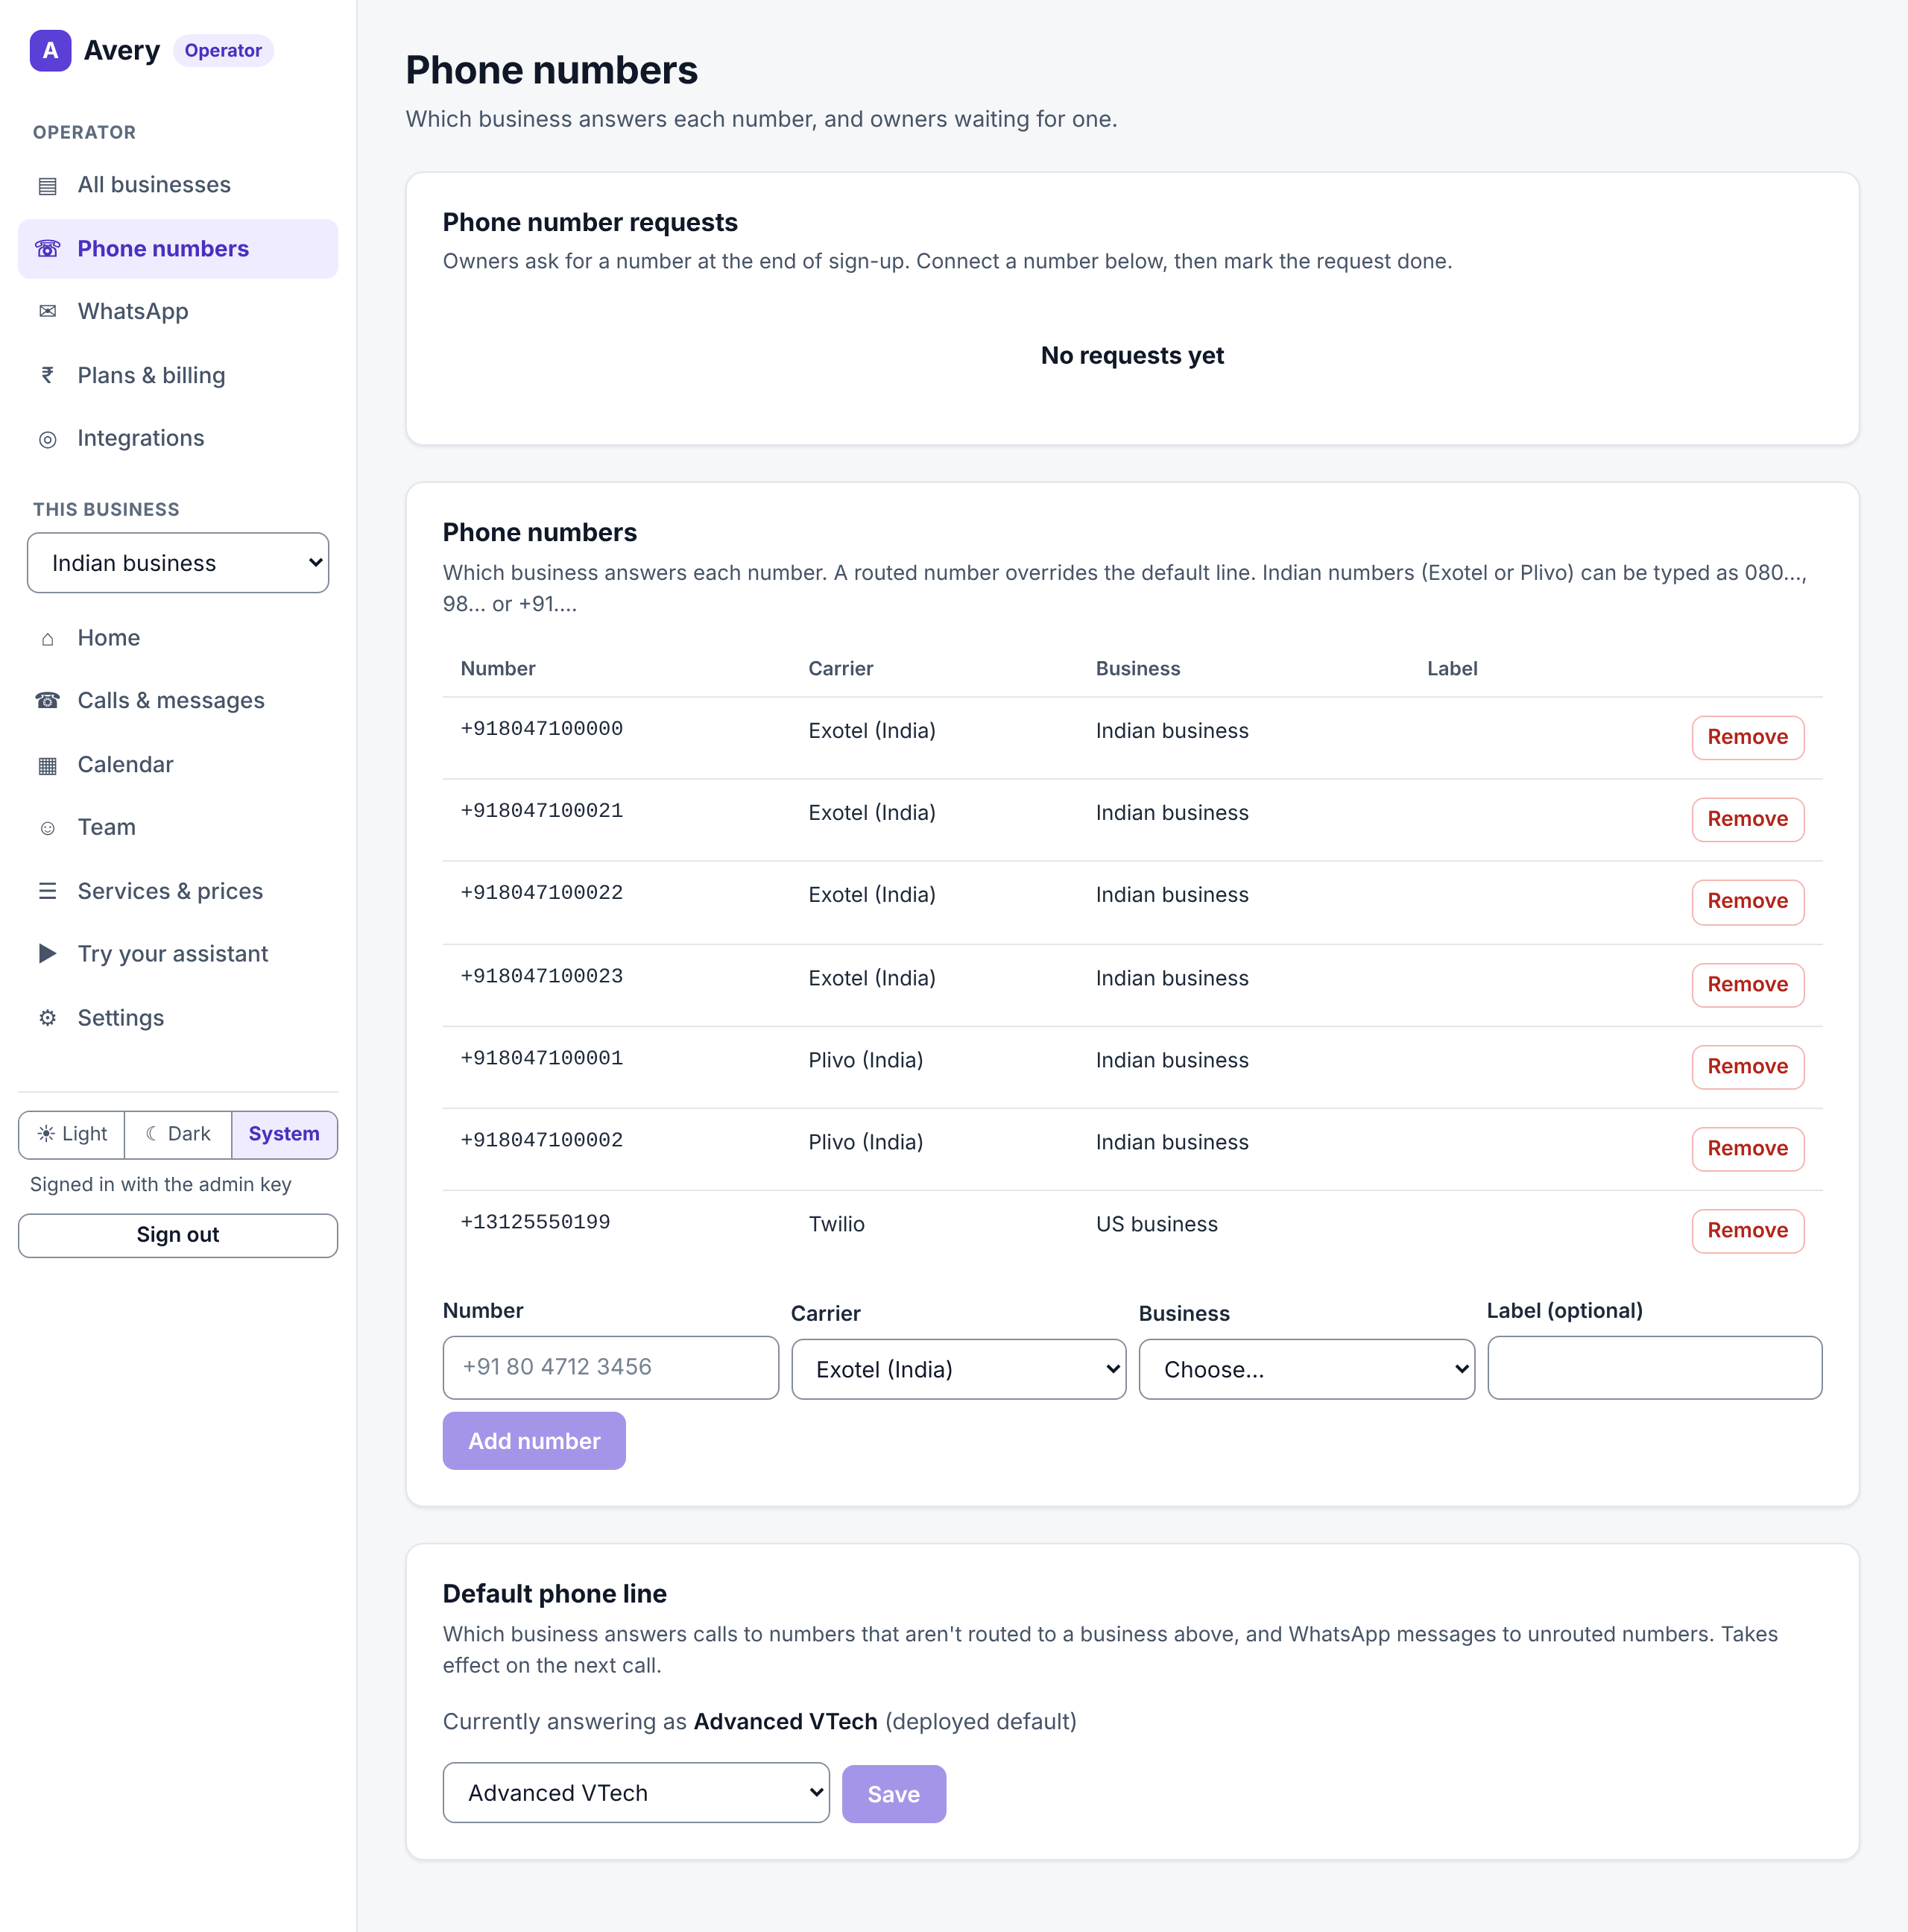 A Avery Operator
OPERATOR
All businesses
Phone numbers
WhatsApp
₹ Plans & billing
Integrations
THIS BUSINESS
Indian business
Home
Calls & messages
Calendar
Team
Services & prices
Try your assistant
Settings
Light Dark System
Signed in with the admin key
Sign out
Phone numbers
Which business answers each number, and owners waiting for one.
Phone number requests
Owners ask for a number at the end of sign-up. Connect a number below, then mark the request done.
No requests yet
Phone numbers
Which business answers each number. A routed number overrides the default line. Indian numbers (Exotel or Plivo) can be typed as 080…,
98… or +91….
Number Carrier Business Label
+918047100000 Exotel (India) Indian business Remove
+918047100021 Exotel (India) Indian business Remove
+918047100022 Exotel (India) Indian business Remove
+918047100023 Exotel (India) Indian business Remove
+918047100001 Plivo (India) Indian business Remove
+918047100002 Plivo (India) Indian business Remove
+13125550199 Twilio US business Remove
Number Carrier Business Label (optional)
+91 80 4712 3456 Exotel (India) Choose…
Add number
Default phone line
Which business answers calls to numbers that aren't routed to a business above, and WhatsApp messages to unrouted numbers. Takes
effect on the next call.
Currently answering as Advanced VTech (deployed default)
Advanced VTech Save